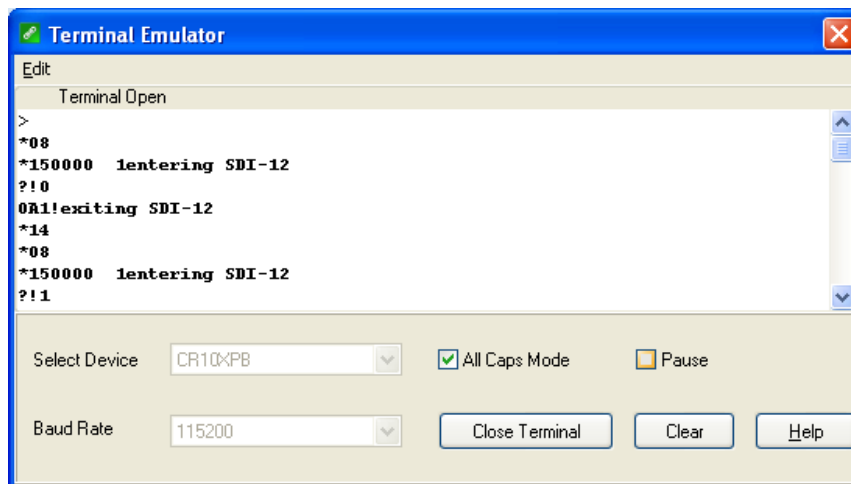 Terminal Emulator
Edit
Terminal Open
>
*08
*150000  1entering SDI-12
?!0
0A1!exiting SDI-12
*14
*08
*150000  1entering SDI-12
?!1
Select Device CR10XPB All Caps Mode Pause
Baud Rate 115200 Close Terminal Clear Help